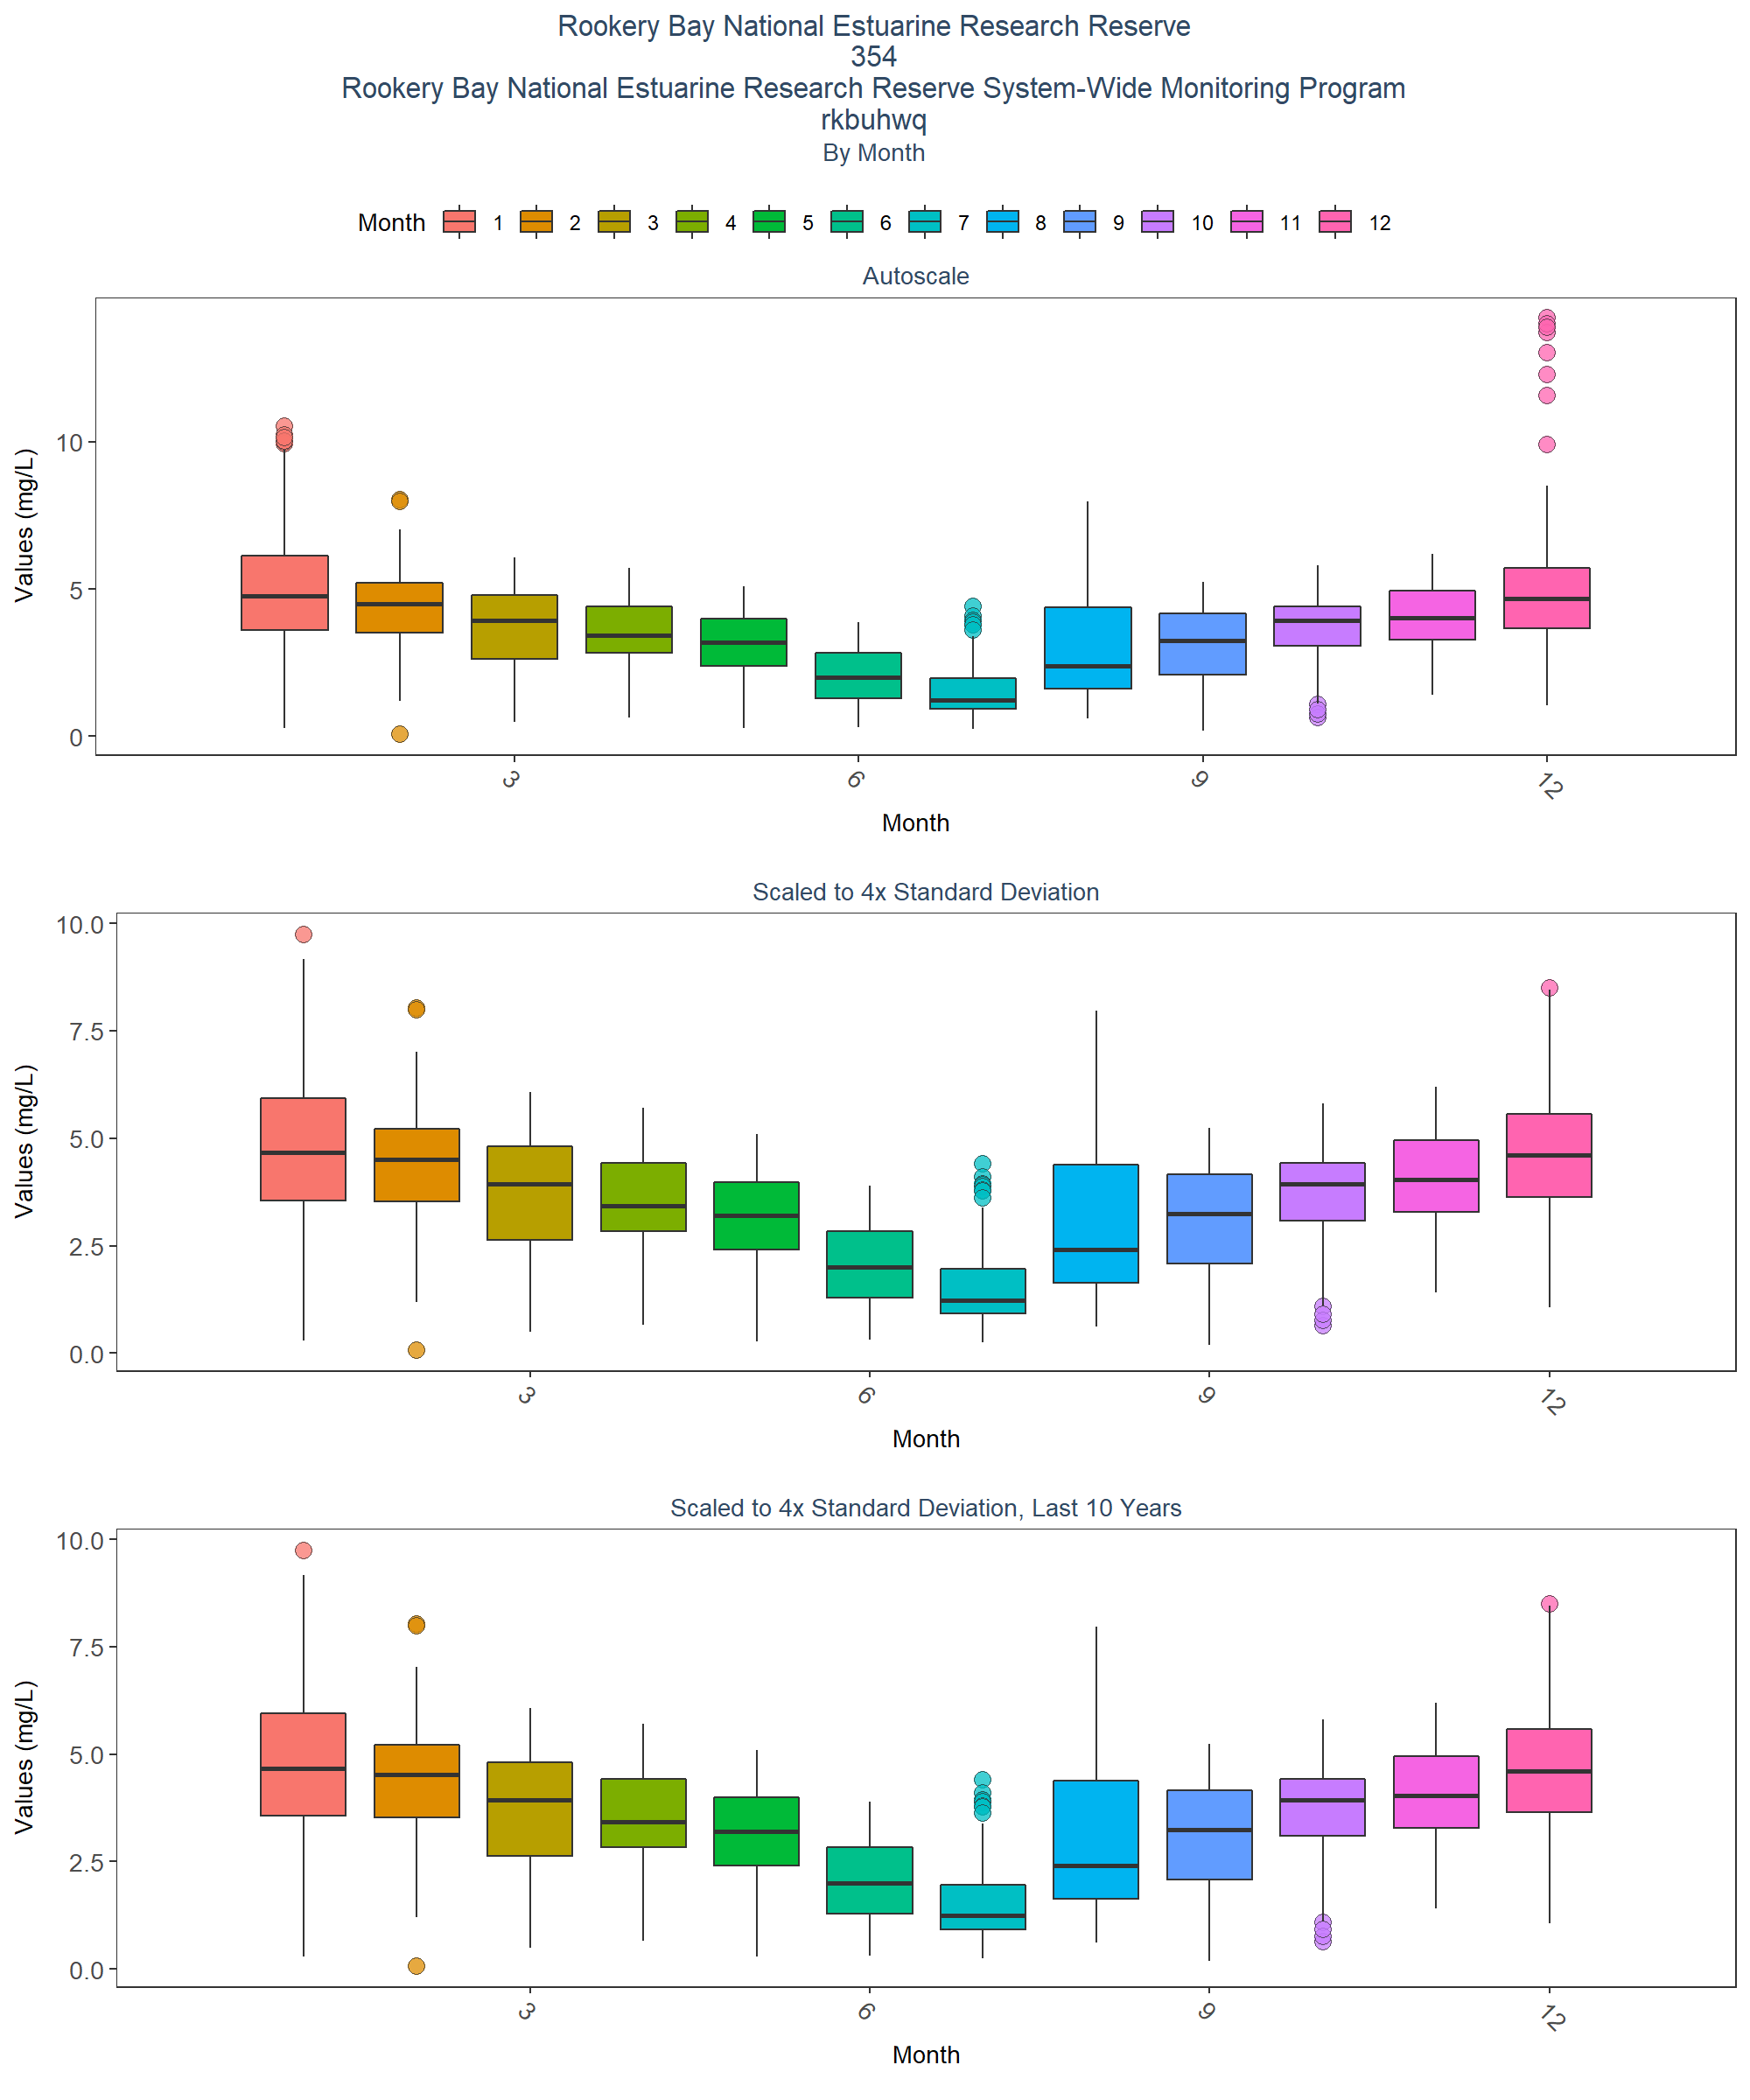 Rookery Bay National Estuarine Research Reserve
354
Rookery Bay National Estuarine Research Reserve System-Wide Monitoring Program
rkbuhwq
By Month
Month 1 2 3 4 5 6 7 8 9 10 11 12
Autoscale
Values (mg/L)
10
5
0
3 6 9 12
Month
Scaled to 4x Standard Deviation
Values (mg/L)
10.0
7.5
5.0
2.5
0.0
3 6 9 12
Month
Scaled to 4x Standard Deviation, Last 10 Years
Values (mg/L)
10.0
7.5
5.0
2.5
0.0
3 6 9 12
Month